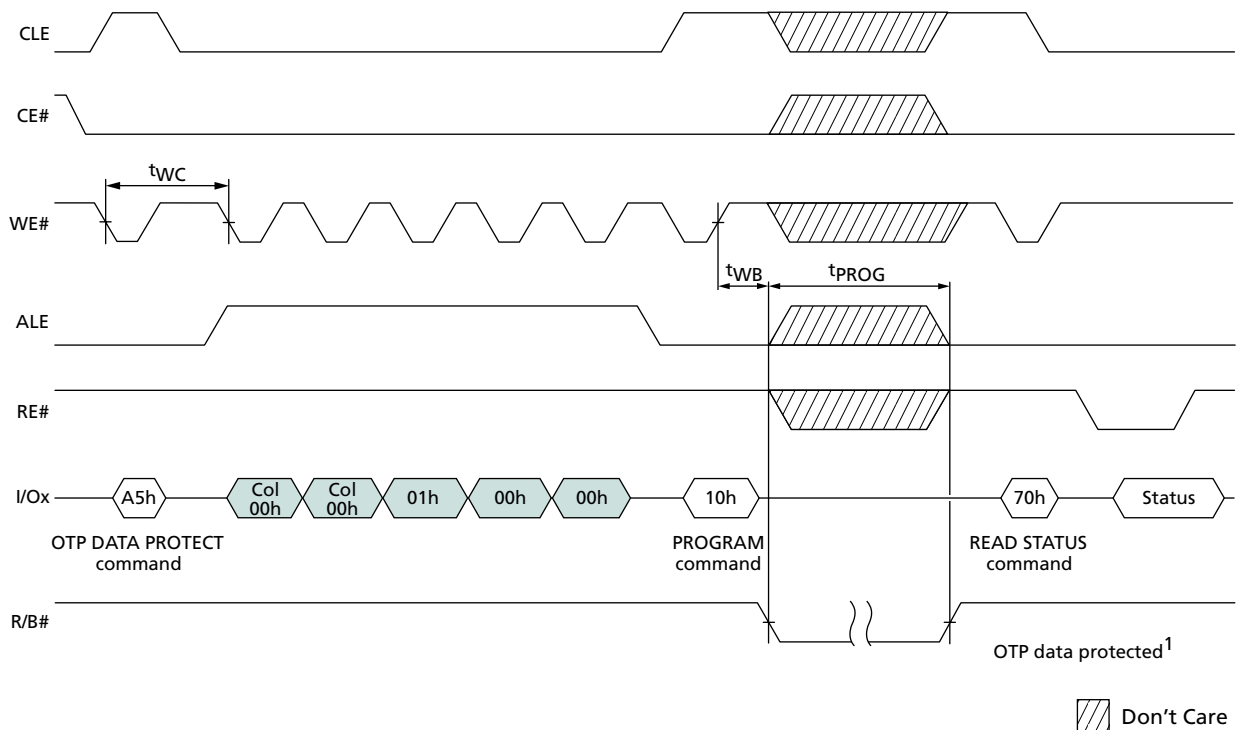 CLE
CE#
tWC
WE#
tWB
tPROG
ALE
RE#
I/Ox
A5h
Col
00h
Col
00h
01h
00h
00h
10h
70h
Status
OTP DATA PROTECT
command
PROGRAM
command
READ STATUS
command
R/B#
OTP data protected1
Don't Care